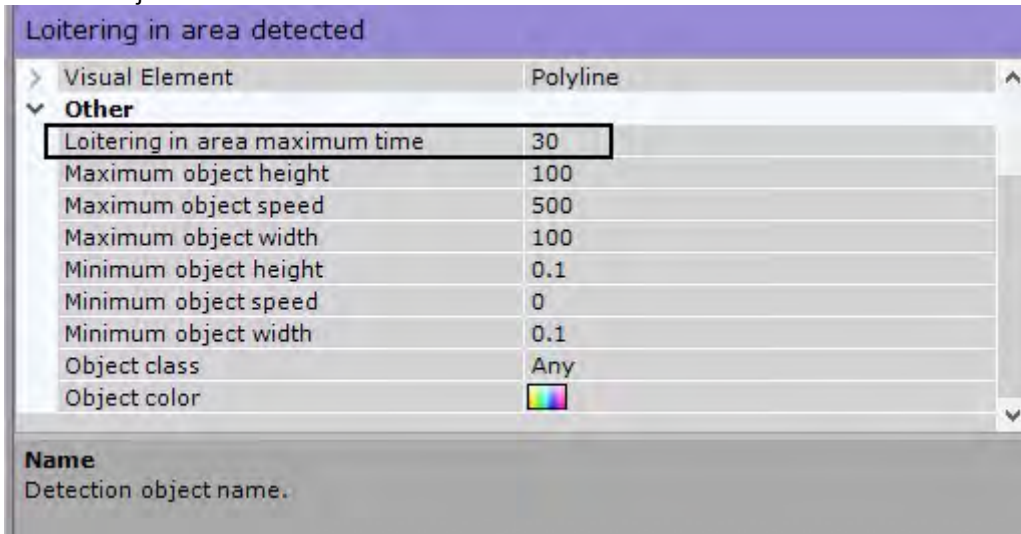 Loitering in area detected
Visual Element Polyline
Other
Loitering in area maximum time 30
Maximum object height 100
Maximum object speed 500
Maximum object width 100
Minimum object height 0.1
Minimum object speed 0
Minimum object width 0.1
Object class Any
Object color
Name
Detection object name.